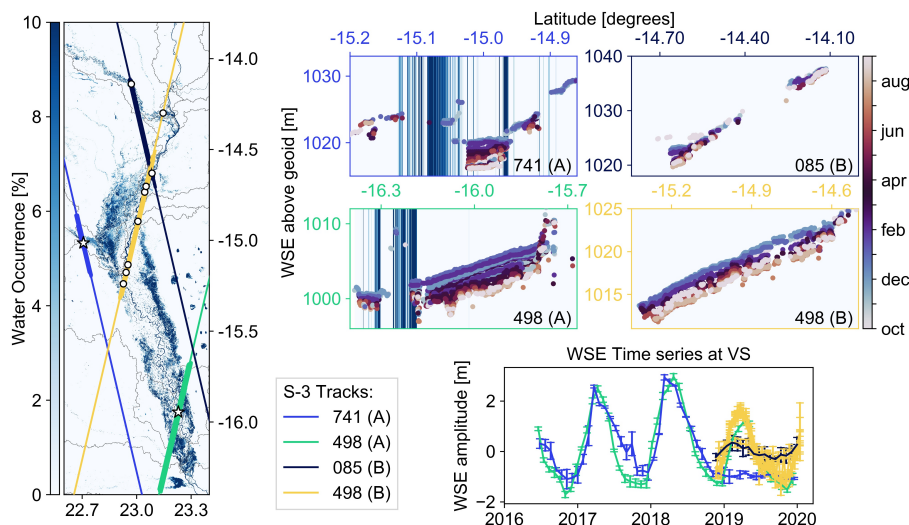 Latitude [degrees]
-15.2 -15.1 -15.0 -14.9
-14.70 -14.40 -14.10
10
8
6
4
2
0
Water Occurrence [%]
-14.0
-14.5
-15.0
-15.5
-16.0
22.7 23.0 23.3
WSE above geoid [m]
1030
1020
741 (A)
1040
1030
1020
085 (B)
-16.3 -16.0 -15.7
-15.2 -14.9 -14.6
1010
1000
498 (A)
1025
1020
1015
498 (B)
aug
jun
apr
feb
dec
oct
S-3 Tracks:
741 (A)
498 (A)
085 (B)
498 (B)
WSE Time series at VS
WSE amplitude [m]
2
0
−2
2016 2017 2018 2019 2020